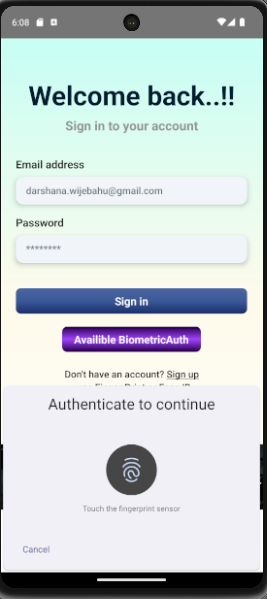 6:08
Welcome back..!!
Sign in to your account
Email address
darshana.wijebahu@gmail.com
Password
********
Sign in
Availible BiometricAuth
Don't have an account? Sign up
Authenticate to continue
Touch the fingerprint sensor
Cancel